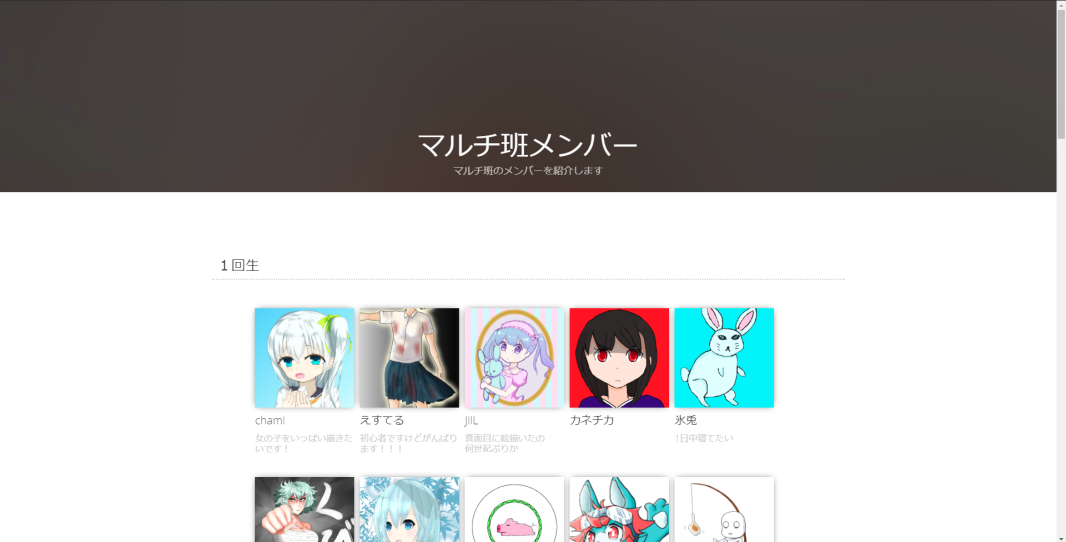 マルチ班メンバー
マルチ班のメンバーを紹介します
１回生
chami
女の子をいっぱい描きた
いです！
えすてる
初心者ですけどがんばり
ます！！！
JIIL
真面目に絵描いたの
何世紀ぶりか
カネチカ
氷兎
1日中寝てたい